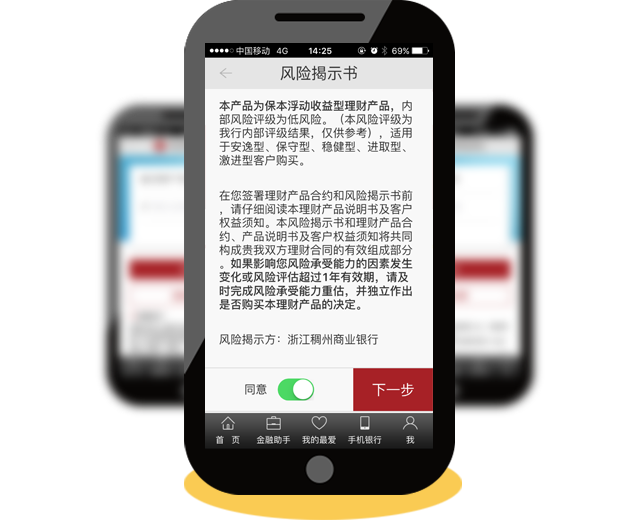 中国移动 4G 14:25 69%
风险揭示书
本产品为保本浮动收益型理财产品，内
部风险评级为低风险。（本风险评级为
我行内部评级结果，仅供参考），适用
于安逸型、保守型、稳健型、进取型、
激进型客户购买。
在您签署理财产品合约和风险揭示书前
，请仔细阅读本理财产品说明书及客户
权益须知。本风险揭示书和理财产品合
约、产品说明书及客户权益须知将共同
构成贵我双方理财合同的有效组成部分
。如果影响您风险承受能力的因素发生
变化或风险评估超过1年有效期，请及
时完成风险承受能力重估，并独立作出
是否购买本理财产品的决定。
风险揭示方：浙江稠州商业银行
同意 下一步
首 页 金融助手 我的最爱 手机银行 我